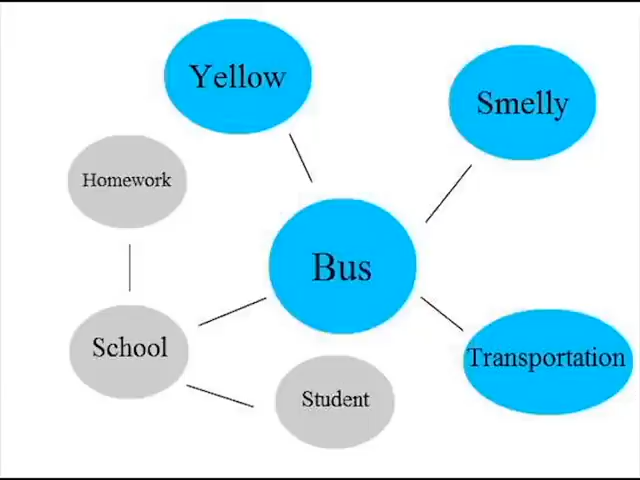 Yellow
Smelly
Homework
Bus
School
Transportation
Student